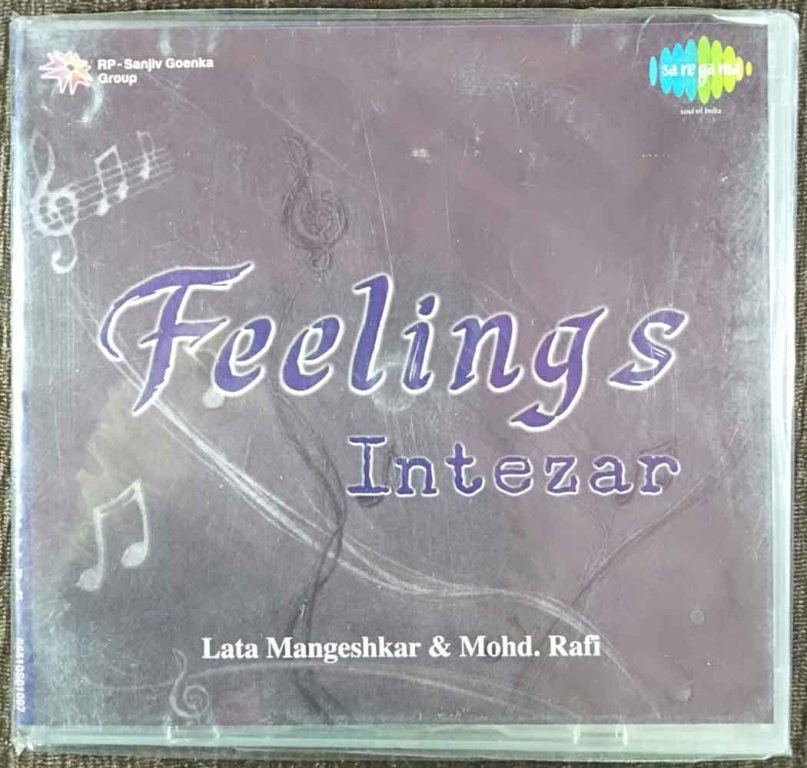 RP-Sanjiv Goenka
Group
sa re ga ma
soul of India
Feelings
Intezar
Lata Mangeshkar & Mohd. Rafi